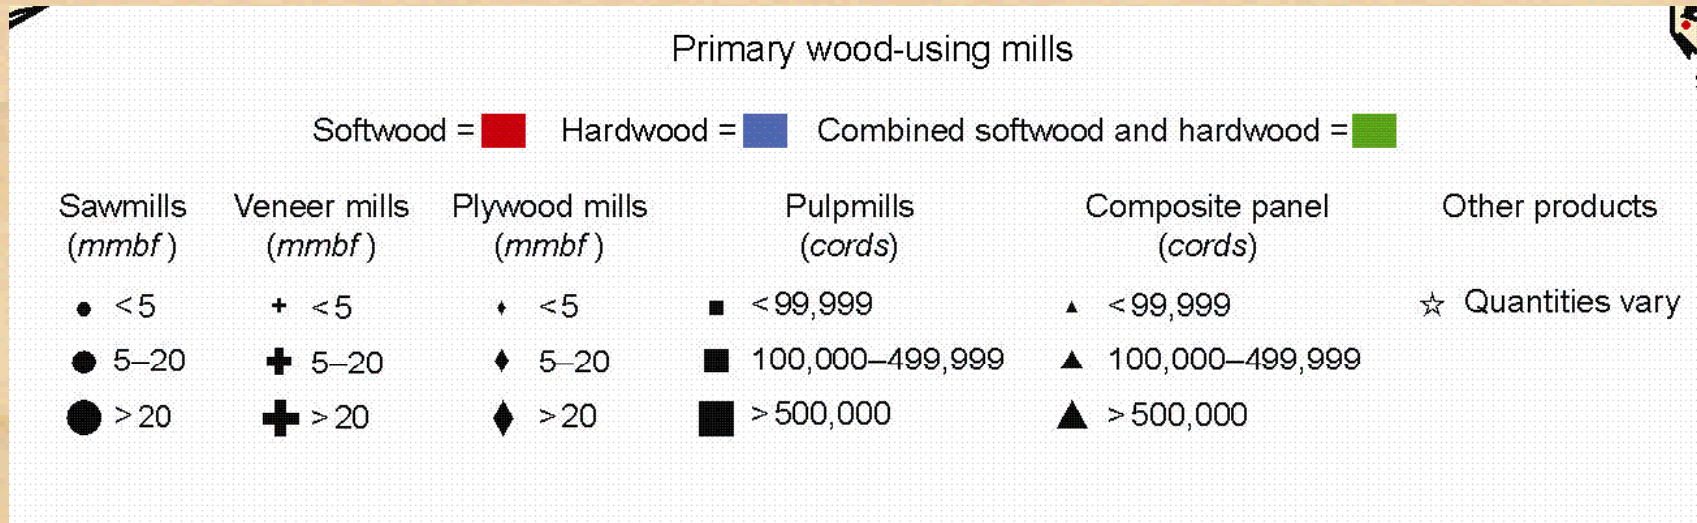 Primary wood-using mills
Softwood = Hardwood = Combined softwood and hardwood =
Sawmills Veneer mills Plywood mills Pulpmills Composite panel Other products
(mmbf) (mmbf) (mmbf) (cords) (cords)
<5 <5 <5 <99,999 <99,999 Quantities vary
5–20 5–20 5–20 100,000–499,999 100,000–499,999
>20 >20 >20 >500,000 >500,000